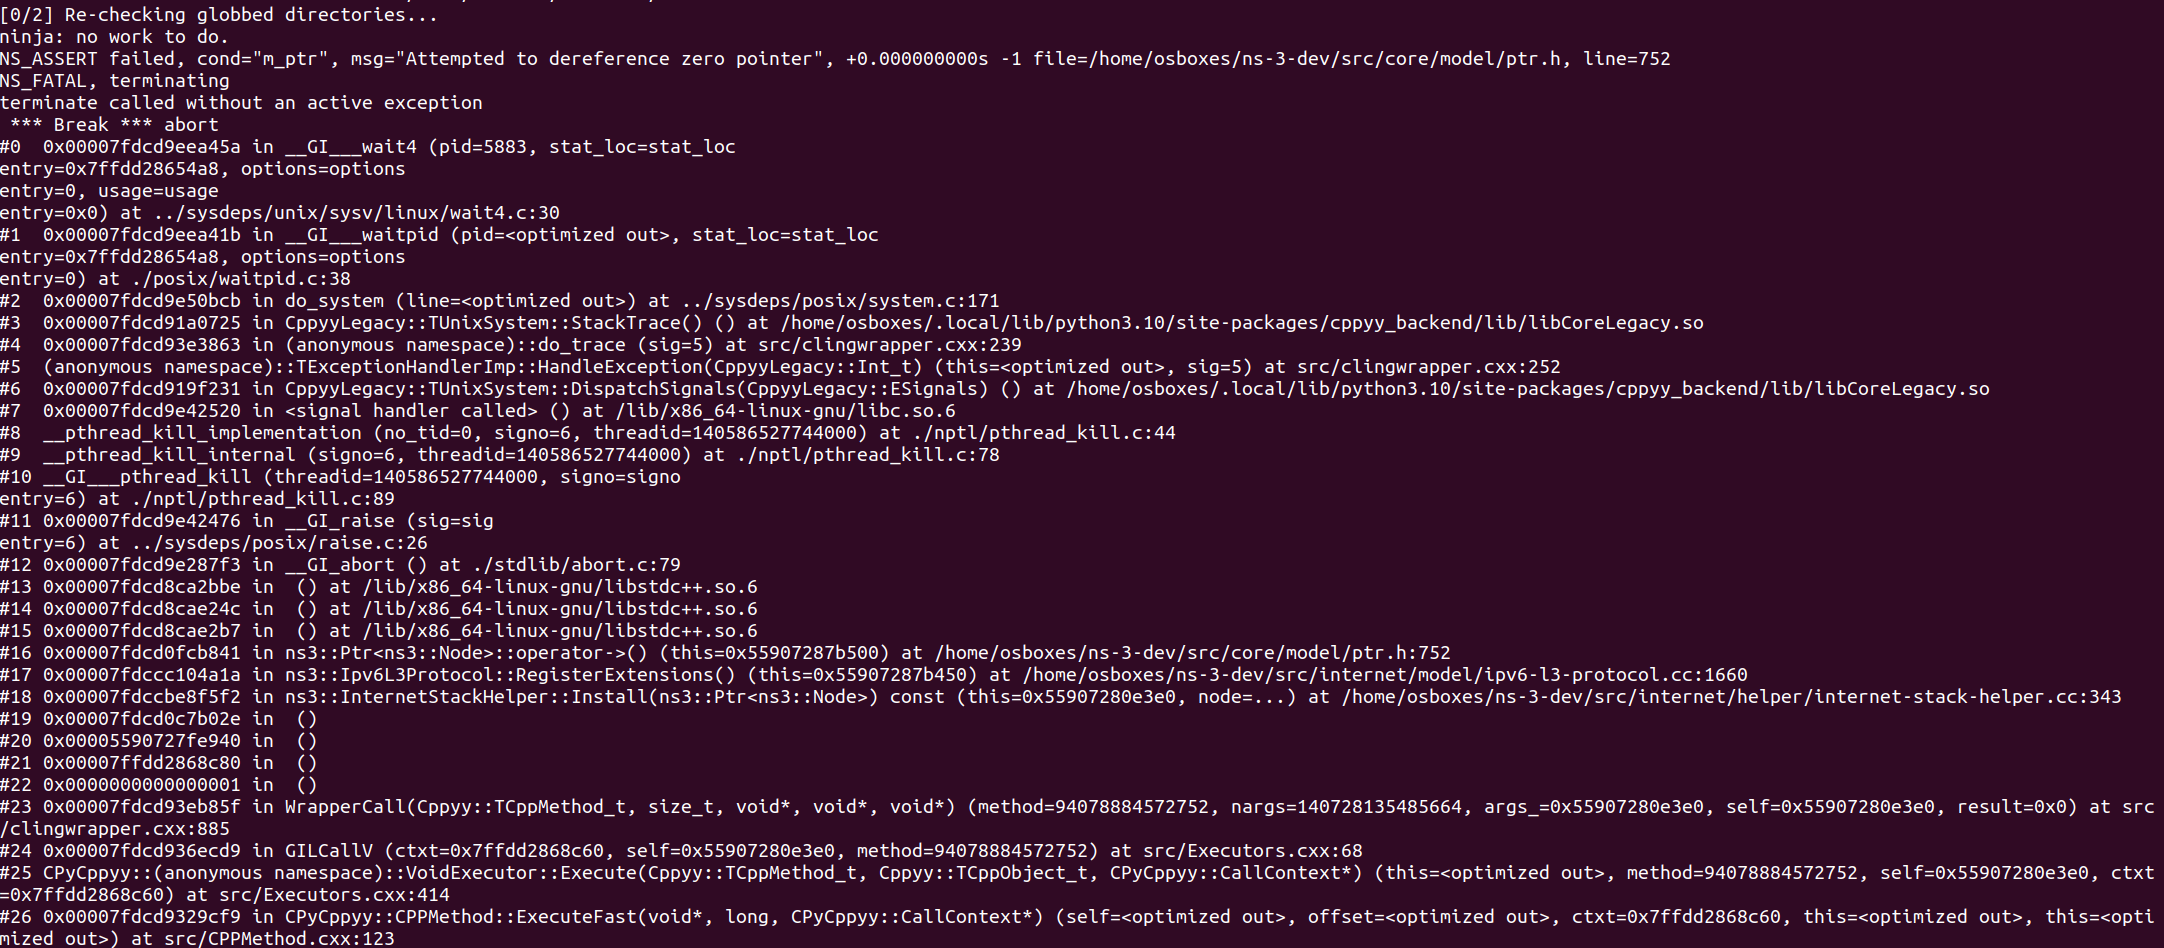 [0/2] Re-checking globbed directories...
ninja: no work to do.
NS_ASSERT failed, cond="m_ptr", msg="Attempted to dereference zero pointer", +0.000000000s -1 file=/home/osboxes/ns-3-dev/src/core/model/ptr.h, line=752
NS_FATAL, terminating
terminate called without an active exception
 *** Break *** abort
#0  0x00007fdcd9eea45a in __GI___wait4 (pid=5883, stat_loc=stat_loc
entry=0x7ffdd28654a8, options=options
entry=0, usage=usage
entry=0x0) at ../sysdeps/unix/sysv/linux/wait4.c:30
#1  0x00007fdcd9eea41b in __GI___waitpid (pid=<optimized out>, stat_loc=stat_loc
entry=0x7ffdd28654a8, options=options
entry=0) at ./posix/waitpid.c:38
#2  0x00007fdcd9e50bcb in do_system (line=<optimized out>) at ../sysdeps/posix/system.c:171
#3  0x00007fdcd91a0725 in CppyyLegacy::TUnixSystem::StackTrace() () at /home/osboxes/.local/lib/python3.10/site-packages/cppyy_backend/lib/libCoreLegacy.so
#4  0x00007fdcd93e3863 in (anonymous namespace)::do_trace (sig=5) at src/clingwrapper.cxx:239
#5  (anonymous namespace)::TExceptionHandlerImp::HandleException(CppyyLegacy::Int_t) (this=<optimized out>, sig=5) at src/clingwrapper.cxx:252
#6  0x00007fdcd919f231 in CppyyLegacy::TUnixSystem::DispatchSignals(CppyyLegacy::ESignals) () at /home/osboxes/.local/lib/python3.10/site-packages/cppyy_backend/lib/libCoreLegacy.so
#7  0x00007fdcd9e42520 in <signal handler called> () at /lib/x86_64-linux-gnu/libc.so.6
#8  __pthread_kill_implementation (no_tid=0, signo=6, threadid=140586527744000) at ./nptl/pthread_kill.c:44
#9  __pthread_kill_internal (signo=6, threadid=140586527744000) at ./nptl/pthread_kill.c:78
#10 __GI___pthread_kill (threadid=140586527744000, signo=signo
entry=6) at ./nptl/pthread_kill.c:89
#11 0x00007fdcd9e42476 in __GI_raise (sig=sig
entry=6) at ../sysdeps/posix/raise.c:26
#12 0x00007fdcd9e287f3 in __GI_abort () at ./stdlib/abort.c:79
#13 0x00007fdcd8ca2bbe in  () at /lib/x86_64-linux-gnu/libstdc++.so.6
#14 0x00007fdcd8cae24c in  () at /lib/x86_64-linux-gnu/libstdc++.so.6
#15 0x00007fdcd8cae2b7 in  () at /lib/x86_64-linux-gnu/libstdc++.so.6
#16 0x00007fdcd0fcb841 in ns3::Ptr<ns3::Node>::operator->() (this=0x55907287b500) at /home/osboxes/ns-3-dev/src/core/model/ptr.h:752
#17 0x00007fdccc104a1a in ns3::Ipv6L3Protocol::RegisterExtensions() (this=0x55907287b450) at /home/osboxes/ns-3-dev/src/internet/model/ipv6-l3-protocol.cc:1660
#18 0x00007fdccbe8f5f2 in ns3::InternetStackHelper::Install(ns3::Ptr<ns3::Node>) const (this=0x55907280e3e0, node=...) at /home/osboxes/ns-3-dev/src/internet/helper/internet-stack-helper.cc:343
#19 0x00007fdcd0c7b02e in  ()
#20 0x00005590727fe940 in  ()
#21 0x00007ffdd2868c80 in  ()
#22 0x0000000000000001 in  ()
#23 0x00007fdcd93eb85f in WrapperCall(Cppyy::TCppMethod_t, size_t, void*, void*, void*) (method=94078884572752, nargs=140728135485664, args_=0x55907280e3e0, self=0x55907280e3e0, result=0x0) at src
/clingwrapper.cxx:885
#24 0x00007fdcd936ecd9 in GILCallV (ctxt=0x7ffdd2868c60, self=0x55907280e3e0, method=94078884572752) at src/Executors.cxx:68
#25 CPyCppyy::(anonymous namespace)::VoidExecutor::Execute(Cppyy::TCppMethod_t, Cppyy::TCppObject_t, CPyCppyy::CallContext*) (this=<optimized out>, method=94078884572752, self=0x55907280e3e0, ctxt
=0x7ffdd2868c60) at src/Executors.cxx:414
#26 0x00007fdcd9329cf9 in CPyCppyy::CPPMethod::ExecuteFast(void*, long, CPyCppyy::CallContext*) (self=<optimized out>, offset=<optimized out>, ctxt=0x7ffdd2868c60, this=<optimized out>, this=<opti
mized out>) at src/CPPMethod.cxx:123